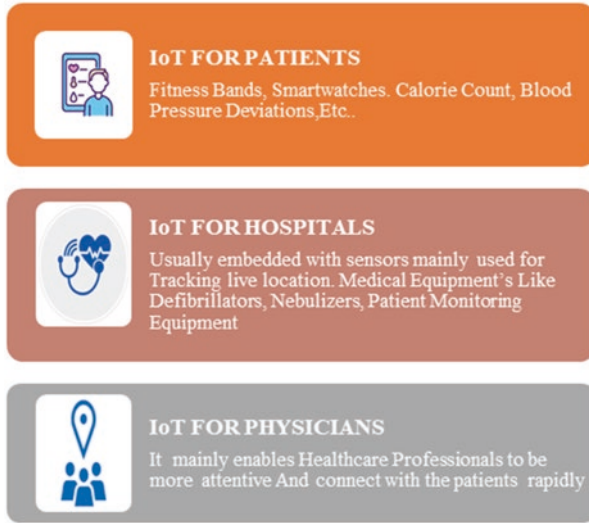 IoT FOR PATIENTS
Fitness Bands, Smartwatches. Calorie Count, Blood
Pressure Deviations,Etc..
IoT FOR HOSPITALS
Usually embedded with sensors mainly used for
Tracking live location. Medical Equipment's Like
Defibrillators, Nebulizers, Patient Monitoring
Equipment
IoT FOR PHYSICIANS
It mainly enables Healthcare Professionals to be
more attentive And connect with the patients rapidly